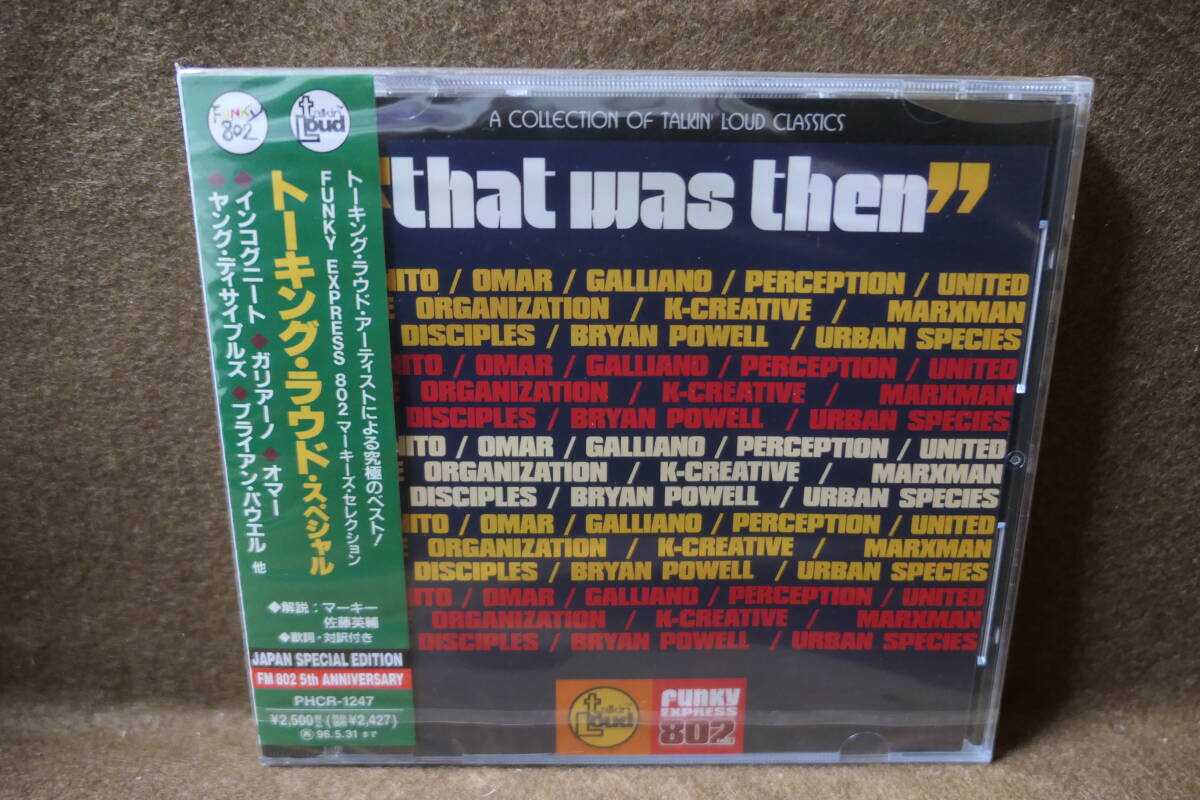 FUNKY
802
talkin'
Loud
トーキング・ラウド・アーティストによる究極のベスト!
FUNKY EXPRESS 802 マーキーズ・セレクション
トーキング・ラウド・スペシャル
◆インコグニート ◆ガリアーノ ◆オマー
◆ヤング・ディサイプルズ ◆ブライアン・パウエル 他
◆解説:マーキー
佐藤英輔
◆歌詞・対訳付き
JAPAN SPECIAL EDITION
FM 802 5th ANNIVERSARY
PHCR-1247
¥2,500 (¥2,427)
96.5.31まで
A COLLECTION OF TALKIN' LOUD CLASSICS
“that was then”
NITO / OMAR / GALLIANO / PERCEPTION / UNITED
E ORGANIZATION / K-CREATIVE / MARXMAN
DISCIPLES / BRYAN POWELL / URBAN SPECIES
NITO / OMAR / GALLIANO / PERCEPTION / UNITED
E ORGANIZATION / K-CREATIVE / MARXMAN
DISCIPLES / BRYAN POWELL / URBAN SPECIES
NITO / OMAR / GALLIANO / PERCEPTION / UNITED
E ORGANIZATION / K-CREATIVE / MARXMAN
DISCIPLES / BRYAN POWELL / URBAN SPECIES
NITO / OMAR / GALLIANO / PERCEPTION / UNITED
E ORGANIZATION / K-CREATIVE / MARXMAN
DISCIPLES / BRYAN POWELL / URBAN SPECIES
NITO / OMAR / GALLIANO / PERCEPTION / UNITED
ORGANIZATION / K-CREATIVE / MARXMAN
DISCIPLES / BRYAN POWELL / URBAN SPECIES
talkin'
Loud
FUNKY
EXPRESS
802